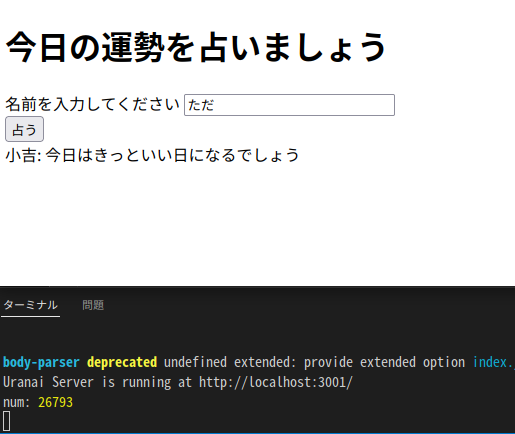 今日の運勢を占いましょう
名前を入力してください ただ
占う
小吉: 今日はきっといい日になるでしょう
ターミナル 問題
body-parser deprecated undefined extended: provide extended option index.
Uranai Server is running at http://localhost:3001/
num: 26793